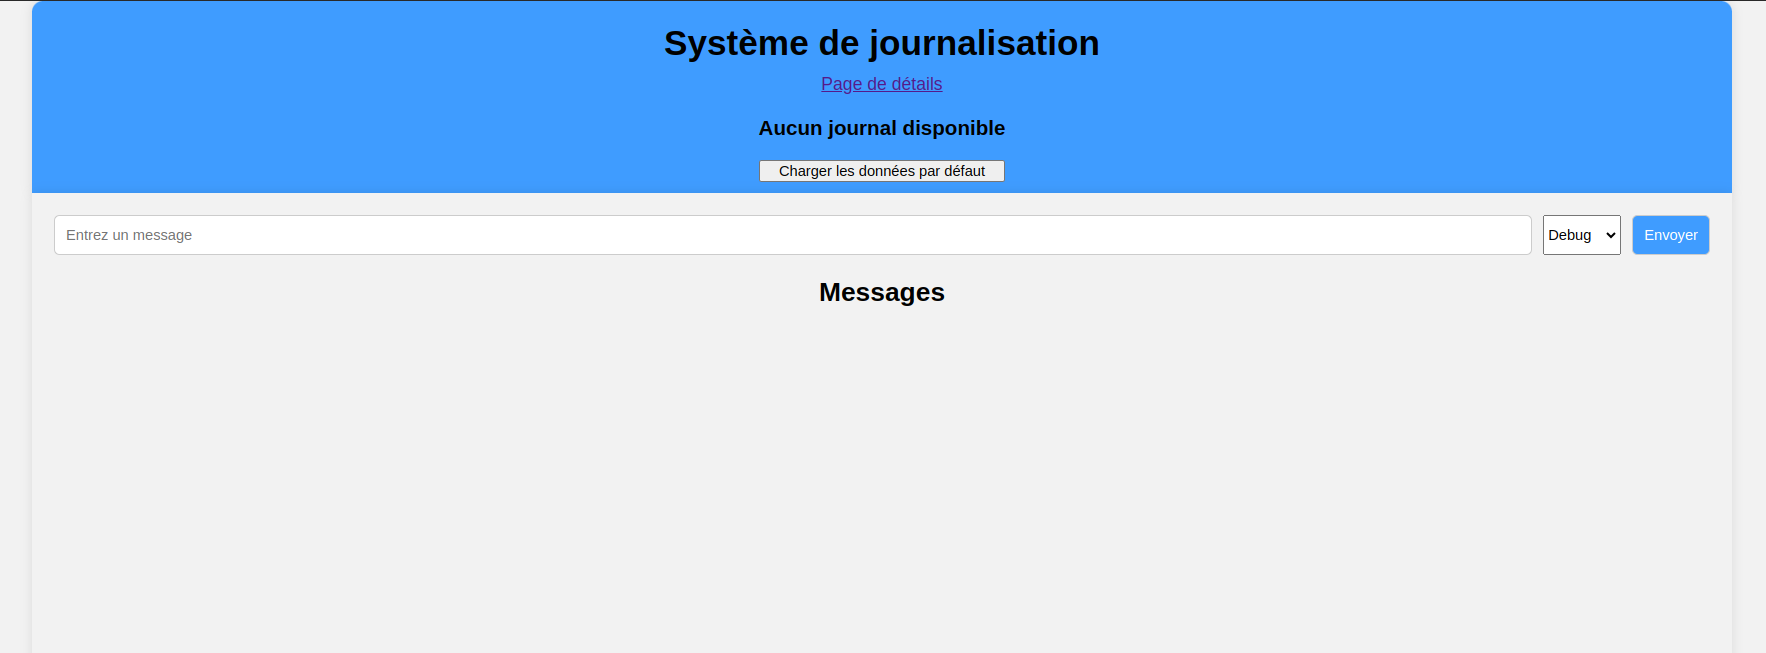 Système de journalisation
Page de détails
Aucun journal disponible
Charger les données par défaut
Entrez un message
Debug
Envoyer
Messages